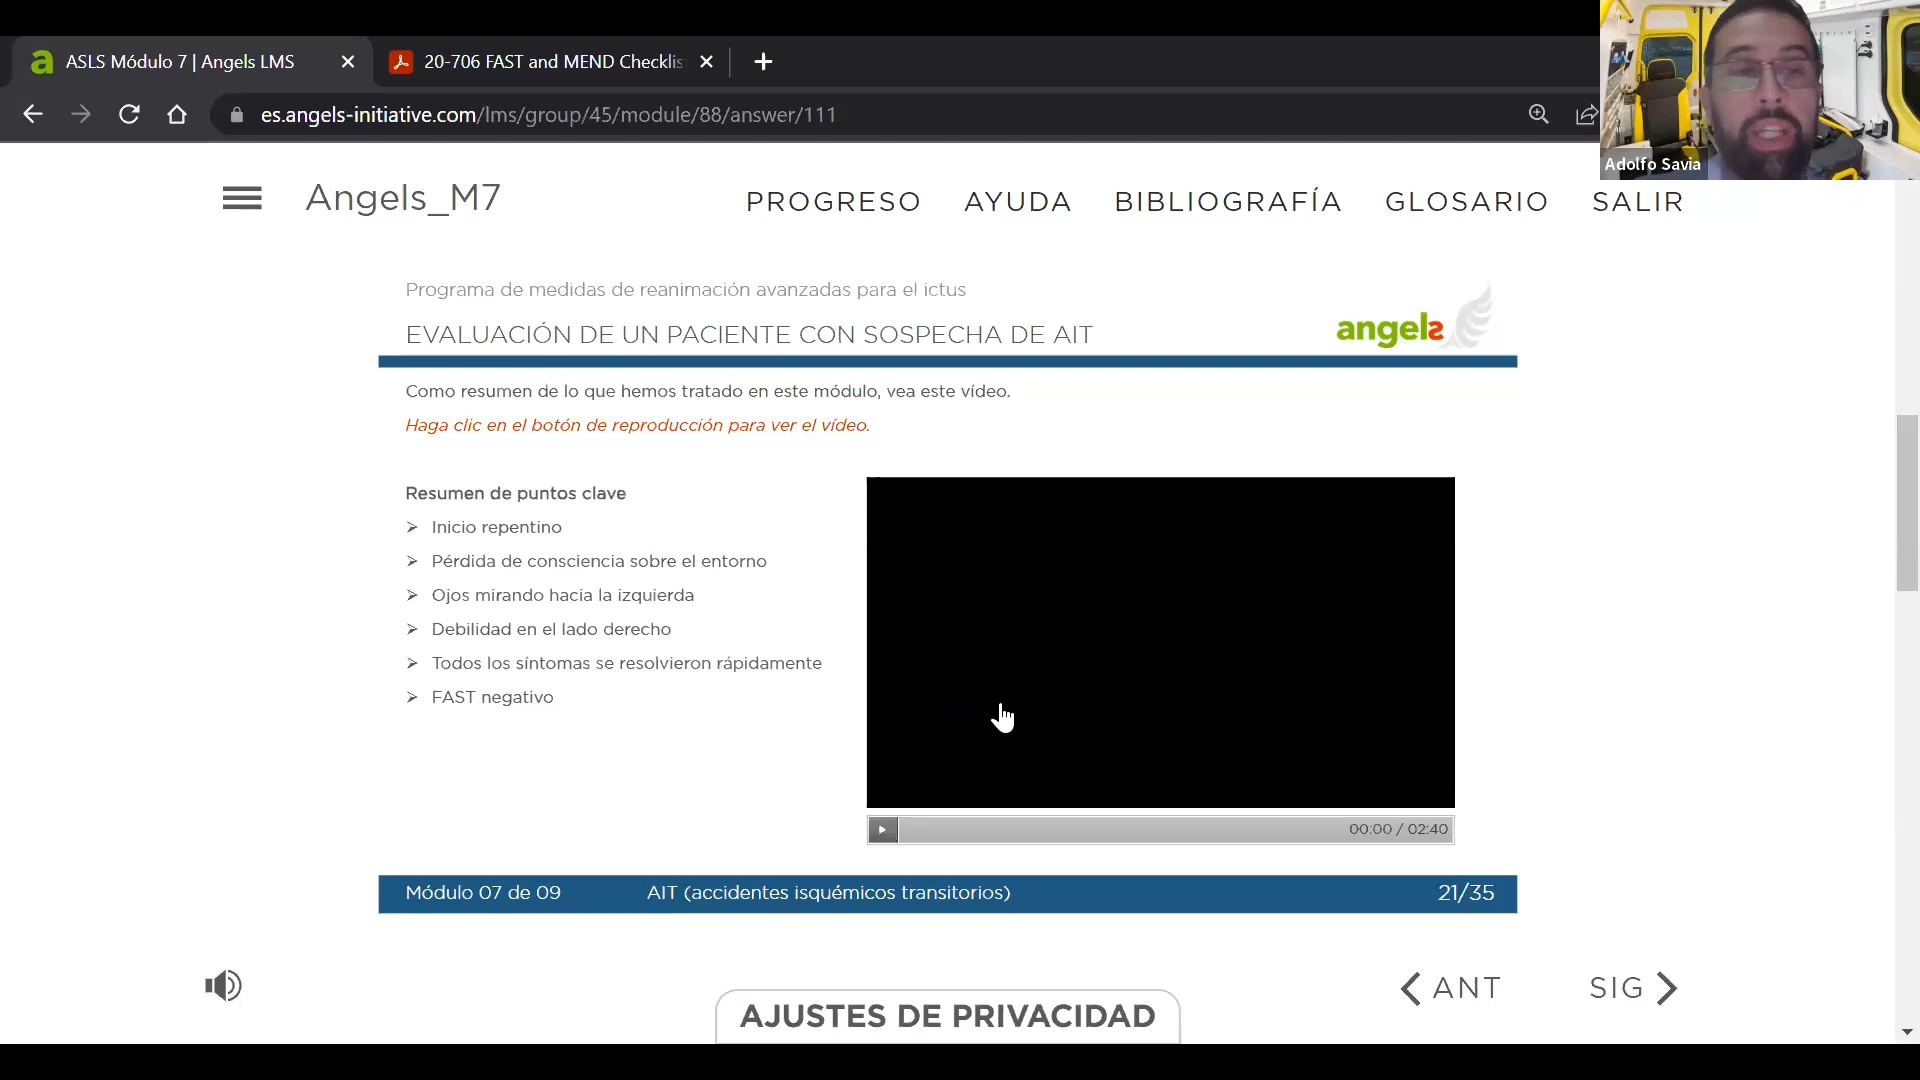 ASLS Módulo 7 | Angels LMS
20-706 FAST and MEND Checklis
es.angels-initiative.com/lms/group/45/module/88/answer/111
Adolfo Savia
Angels_M7
PROGRESO
AYUDA
BIBLIOGRAFÍA
GLOSARIO
SALIR
Programa de medidas de reanimación avanzadas para el ictus
EVALUACIÓN DE UN PACIENTE CON SOSPECHA DE AIT
angels
Como resumen de lo que hemos tratado en este módulo, vea este vídeo.
Haga clic en el botón de reproducción para ver el vídeo.
Resumen de puntos clave
Inicio repentino
Pérdida de consciencia sobre el entorno
Ojos mirando hacia la izquierda
Debilidad en el lado derecho
Todos los síntomas se resolvieron rápidamente
FAST negativo
00:00 / 02:40
Módulo 07 de 09
AIT (accidentes isquémicos transitorios)
21/35
ANT
SIG
AJUSTES DE PRIVACIDAD